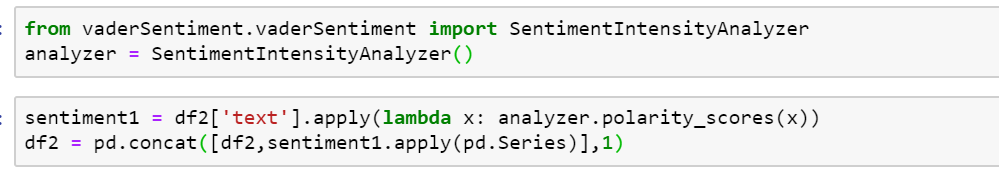 from vaderSentiment.vaderSentiment import SentimentIntensityAnalyzer
analyzer = SentimentIntensityAnalyzer()
sentiment1 = df2['text'].apply(lambda x: analyzer.polarity_scores(x))
df2 = pd.concat([df2,sentiment1.apply(pd.Series)],1)